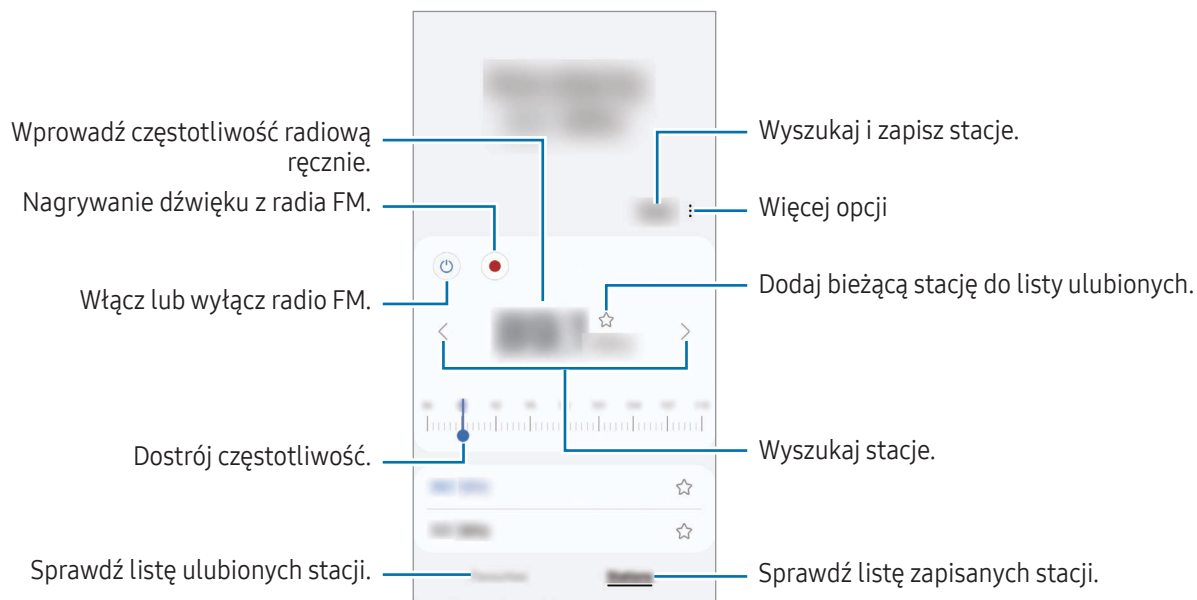 Wprowadź częstotliwość radiową
ręcznie.
Nagrywanie dźwięku z radia FM.
Włącz lub wyłącz radio FM.
Dostrój częstotliwość.
Sprawdź listę ulubionych stacji.
Wyszukaj i zapisz stacje.
Więcej opcji
Dodaj bieżącą stację do listy ulubionych.
Wyszukaj stacje.
Sprawdź listę zapisanych stacji.